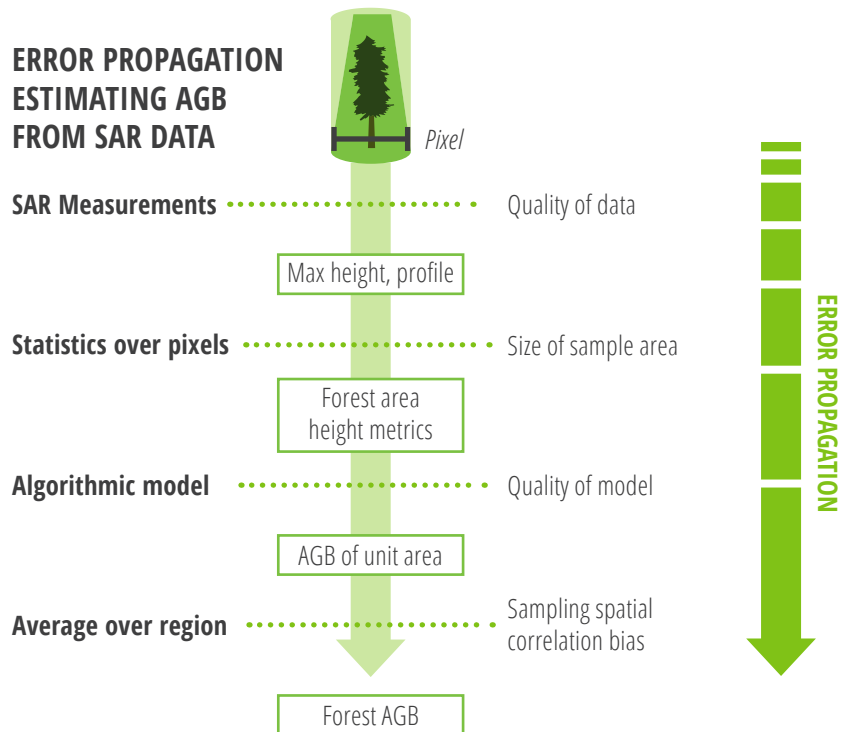 ERROR PROPAGATION
ESTIMATING AGB
FROM SAR DATA
Pixel
SAR Measurements
Quality of data
Max height, profile
Statistics over pixels
Size of sample area
Forest area
height metrics
Algorithmic model
Quality of model
AGB of unit area
Average over region
Sampling spatial
correlation bias
Forest AGB
ERROR PROPAGATION